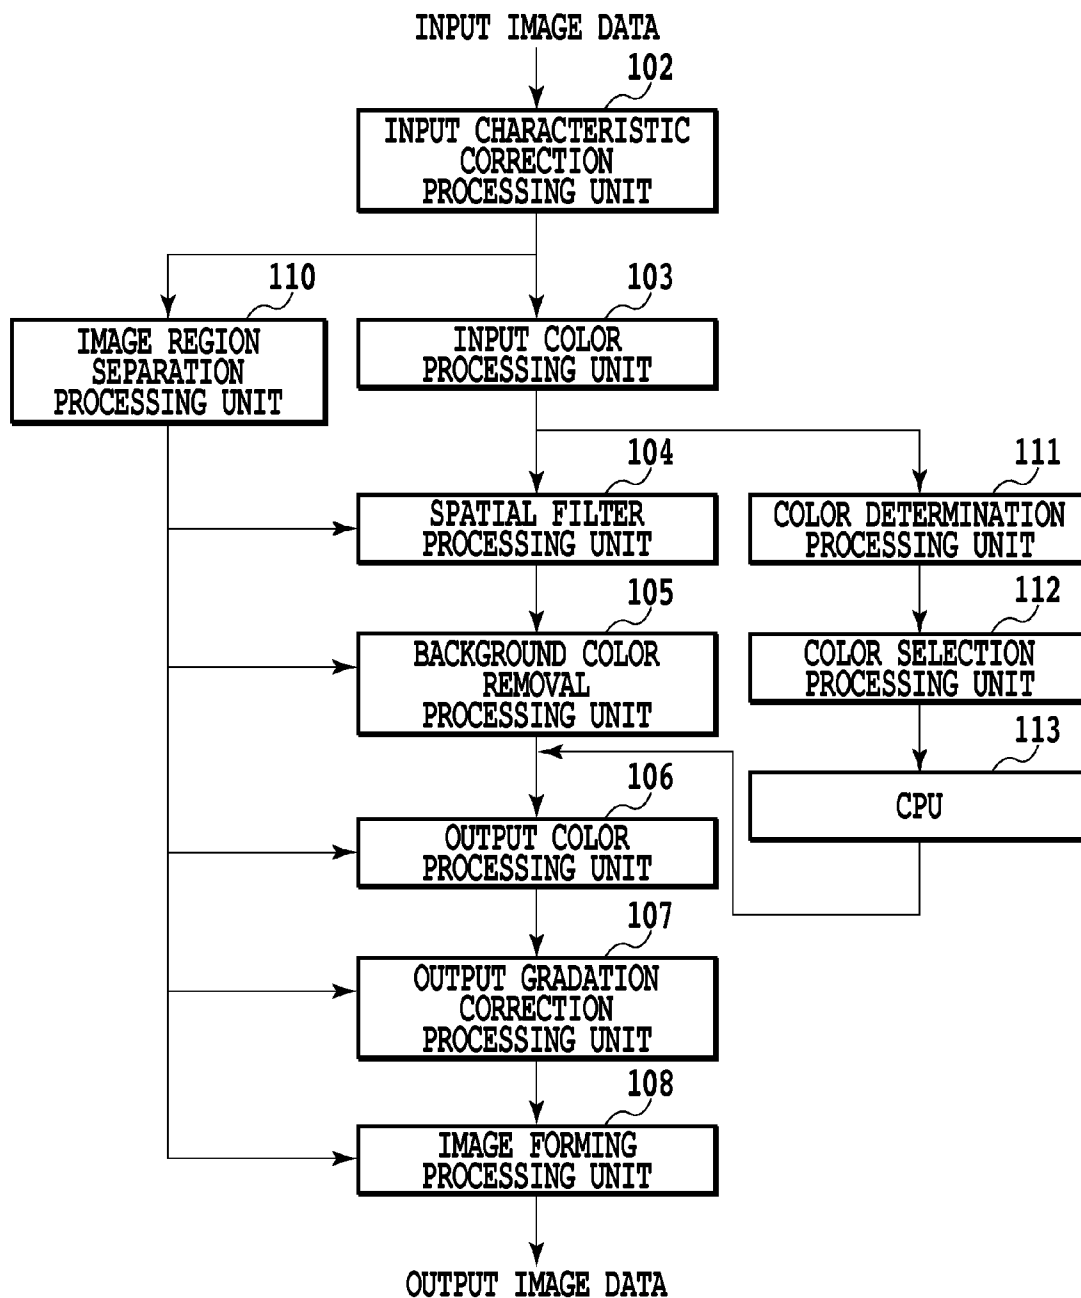 INPUT IMAGE DATA
102
INPUT CHARACTERISTIC
CORRECTION
PROCESSING UNIT
110
IMAGE REGION
SEPARATION
PROCESSING UNIT
103
INPUT COLOR
PROCESSING UNIT
104
SPATIAL FILTER
PROCESSING UNIT
111
COLOR DETERMINATION
PROCESSING UNIT
105
BACKGROUND COLOR
REMOVAL
PROCESSING UNIT
112
COLOR SELECTION
PROCESSING UNIT
113
CPU
106
OUTPUT COLOR
PROCESSING UNIT
107
OUTPUT GRADATION
CORRECTION
PROCESSING UNIT
108
IMAGE FORMING
PROCESSING UNIT
OUTPUT IMAGE DATA